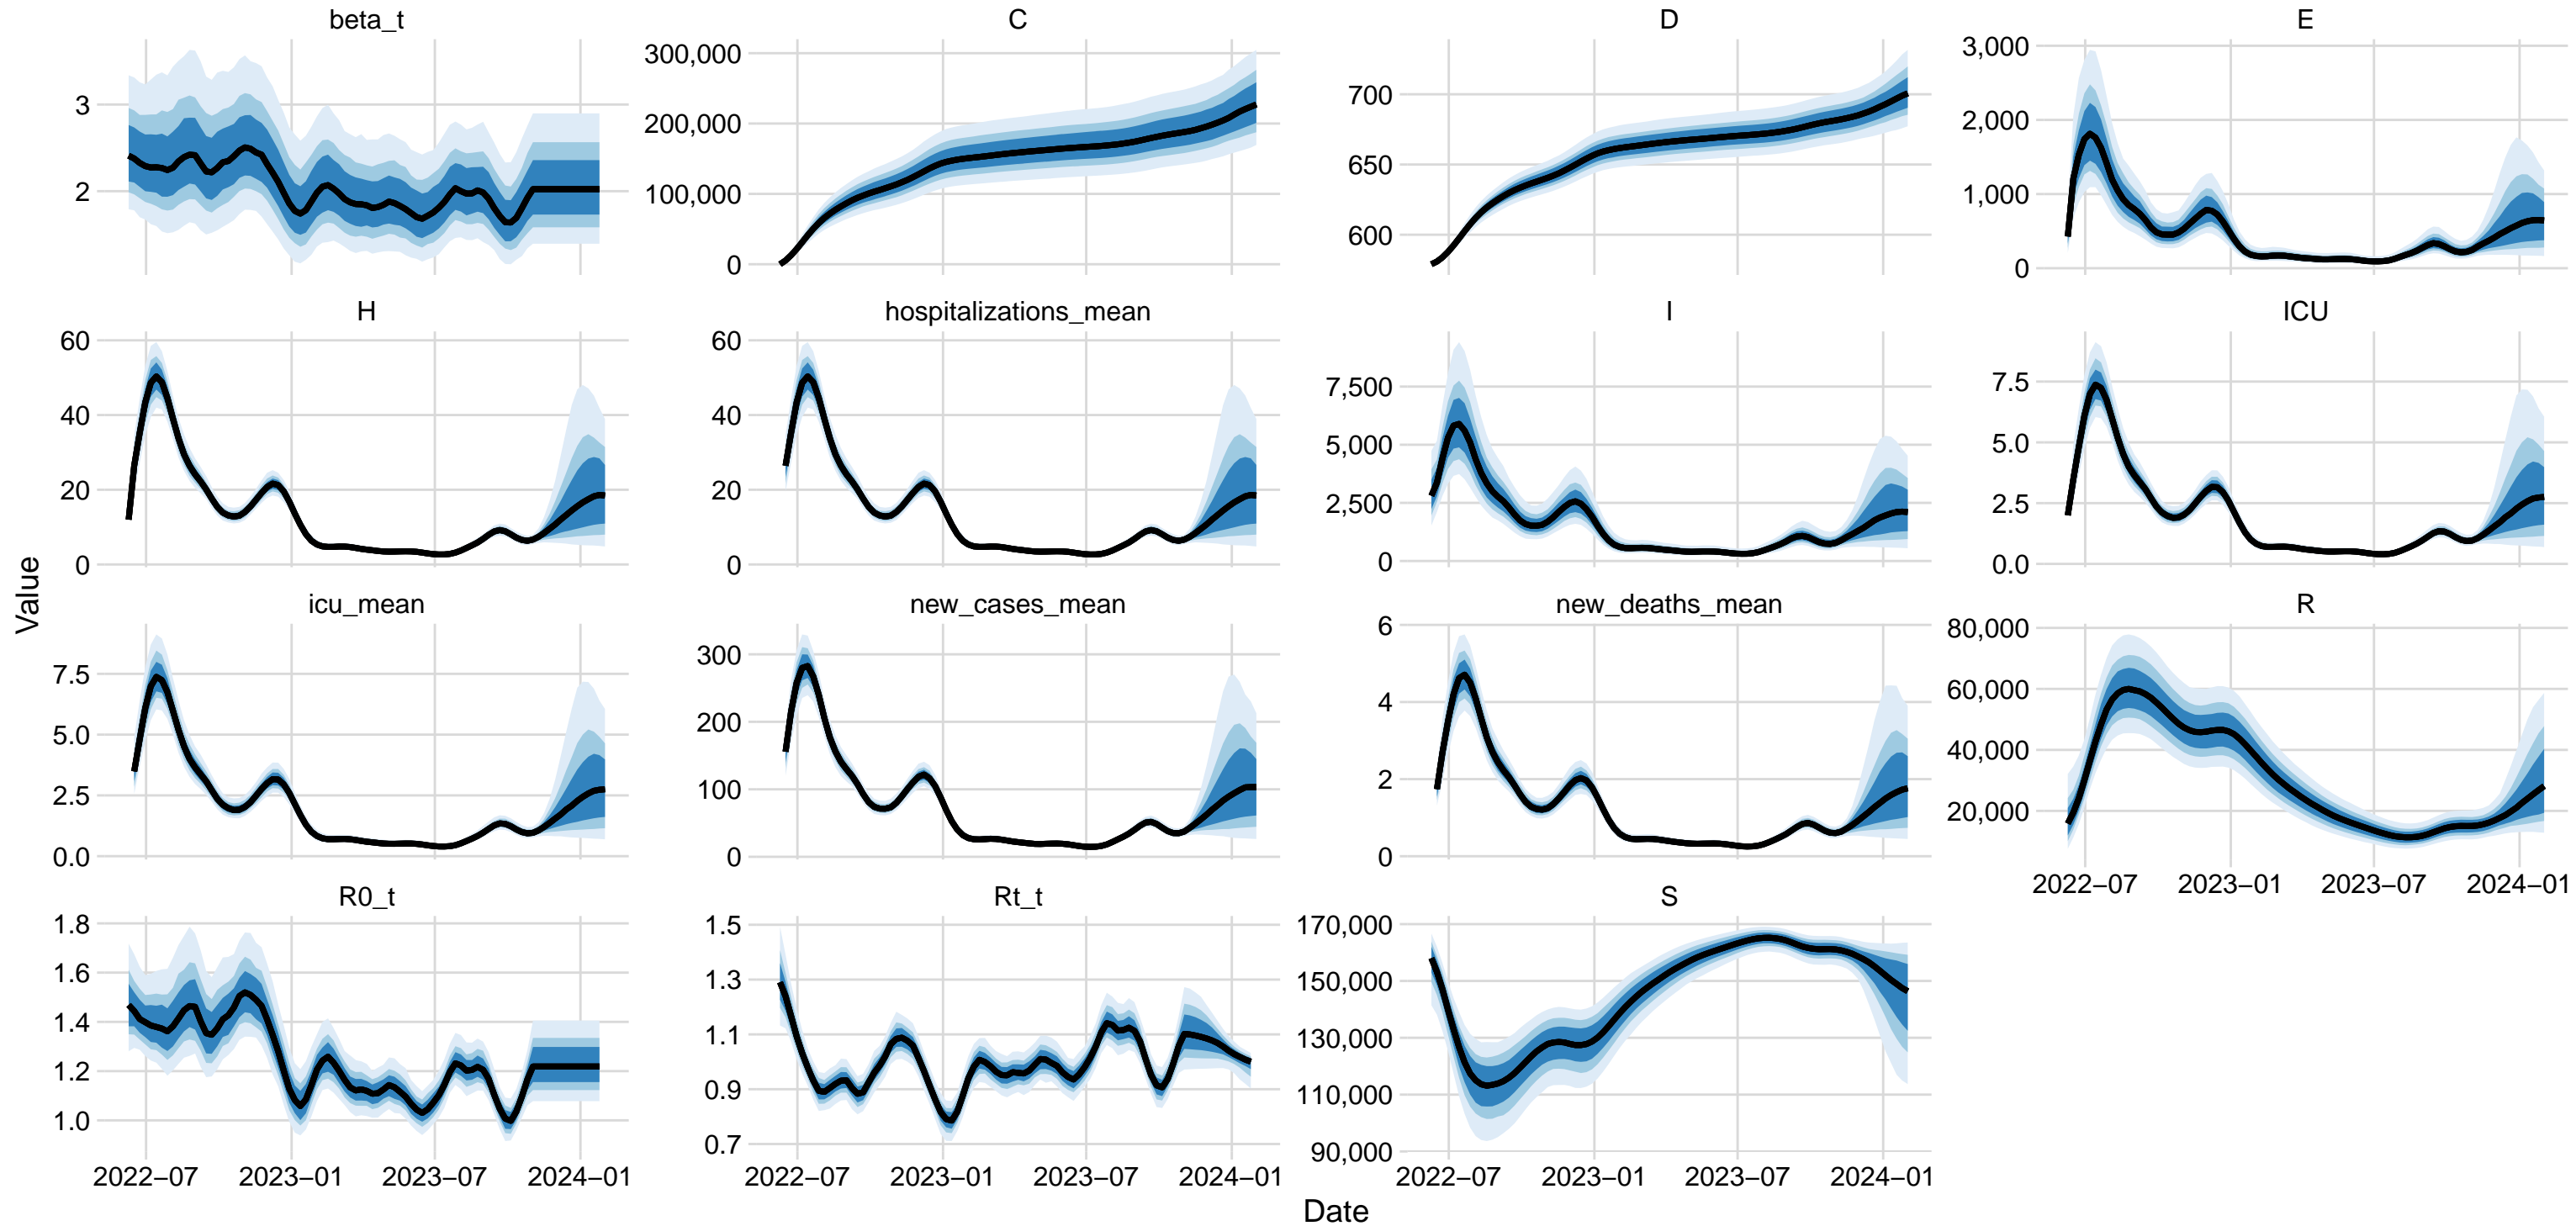 beta_t
C
D
E
3
2
300,000
200,000
100,000
0
700
650
600
3,000
2,000
1,000
0
H
hospitalizations_mean
I
ICU
60
40
20
0
60
40
20
0
7,500
5,000
2,500
0
7.5
5.0
2.5
0.0
Value
icu_mean
new_cases_mean
new_deaths_mean
R
7.5
5.0
2.5
0.0
300
200
100
0
6
4
2
0
80,000
60,000
40,000
20,000
2022−07 2023−01 2023−07 2024−01
R0_t
Rt_t
S
1.8
1.6
1.4
1.2
1.0
1.5
1.3
1.1
0.9
0.7
170,000
150,000
130,000
110,000
90,000
2022−07 2023−01 2023−07 2024−01
2022−07 2023−01 2023−07 2024−01
2022−07 2023−01 2023−07 2024−01
Date